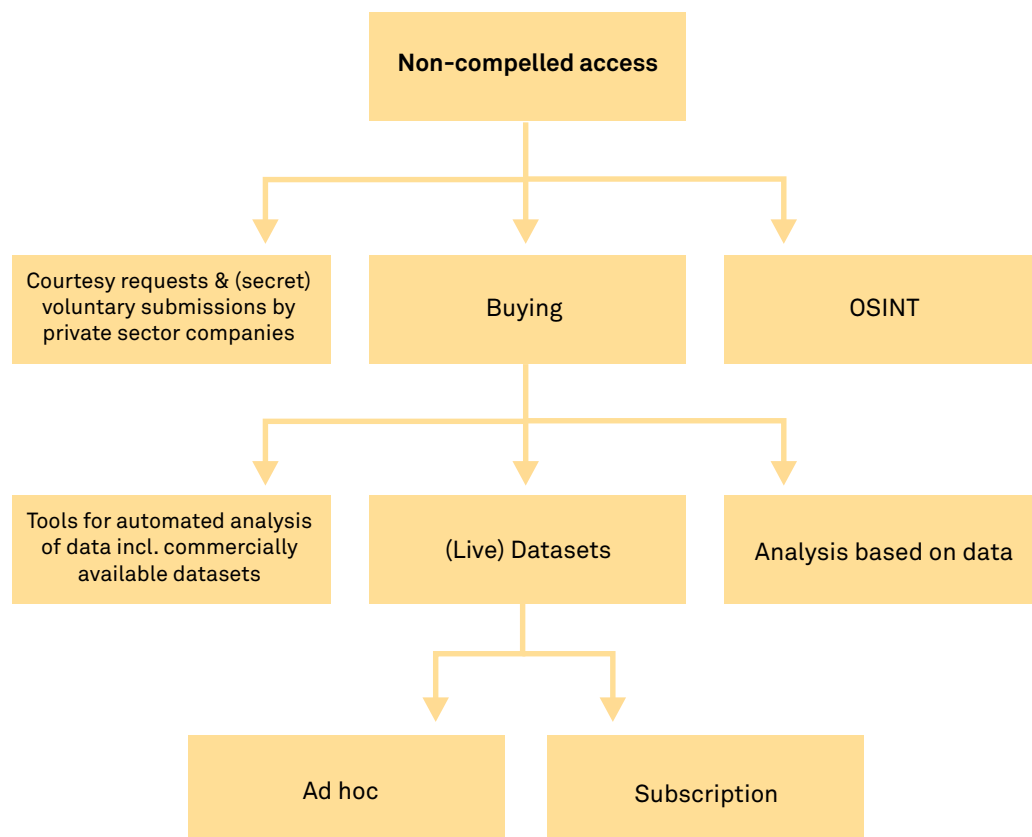 Non-compelled access
Courtesy requests & (secret)
voluntary submissions by
private sector companies
Buying
OSINT
Tools for automated analysis
of data incl. commercially
available datasets
(Live) Datasets
Analysis based on data
Ad hoc
Subscription